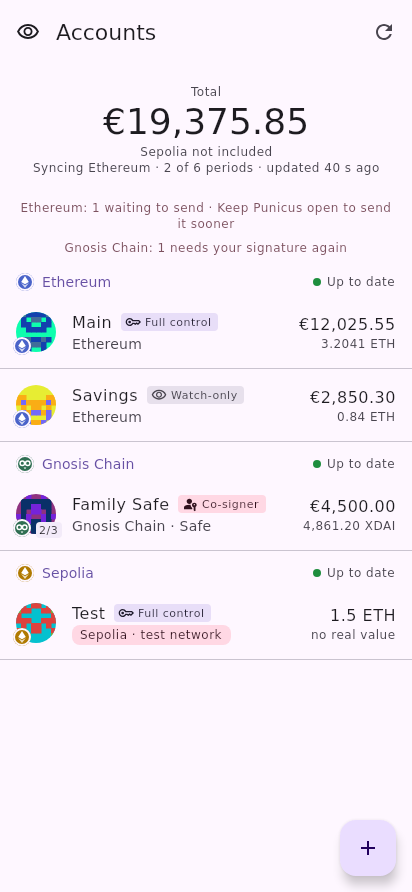 Accounts
Total
€19,375.85
Sepolia not included
Syncing Ethereum · 2 of 6 periods · updated 40 s ago
Ethereum: 1 waiting to send · Keep Punicus open to send
it sooner
Gnosis Chain: 1 needs your signature again
Ethereum Up to date
Main Full control €12,025.55
Ethereum 3.2041 ETH
Savings Watch-only €2,850.30
Ethereum 0.84 ETH
Gnosis Chain Up to date
Family Safe Co-signer €4,500.00
2/3 Gnosis Chain · Safe 4,861.20 XDAI
Sepolia Up to date
Test Full control 1.5 ETH
Sepolia · test network no real value